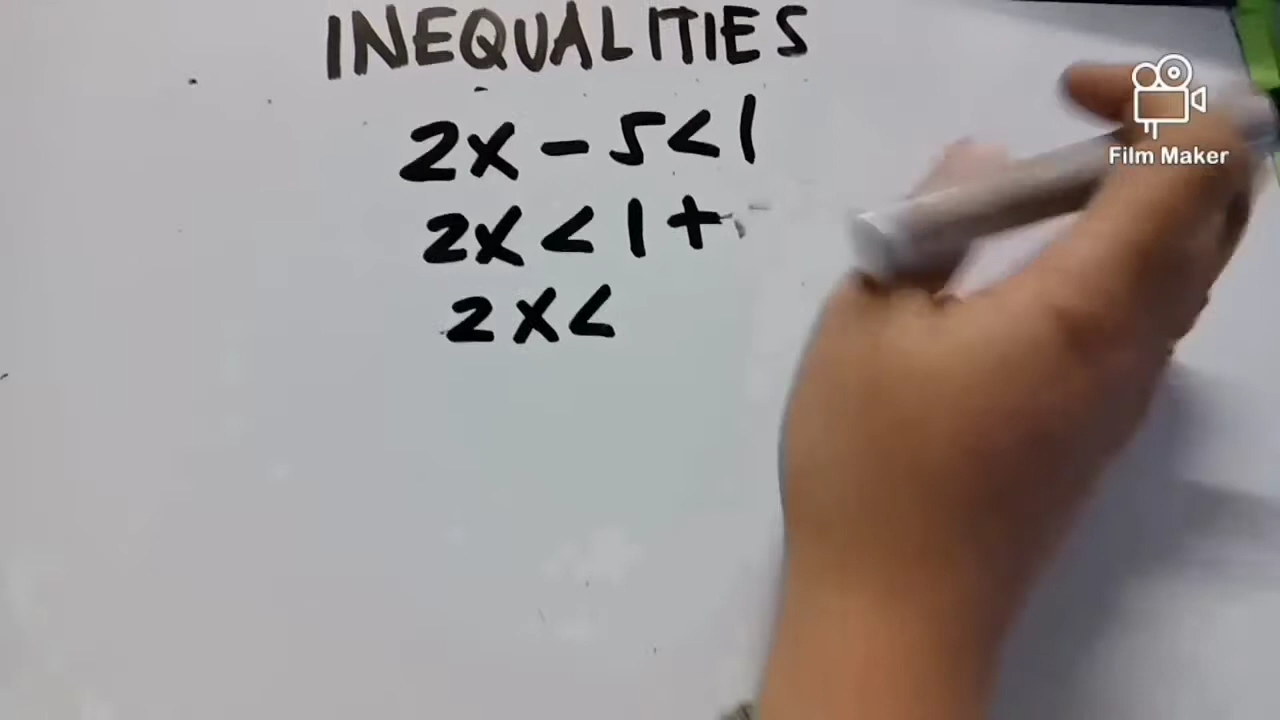 INEQUALITIES
2x - 5 < 1
2x < 1 +
2x <
Film Maker